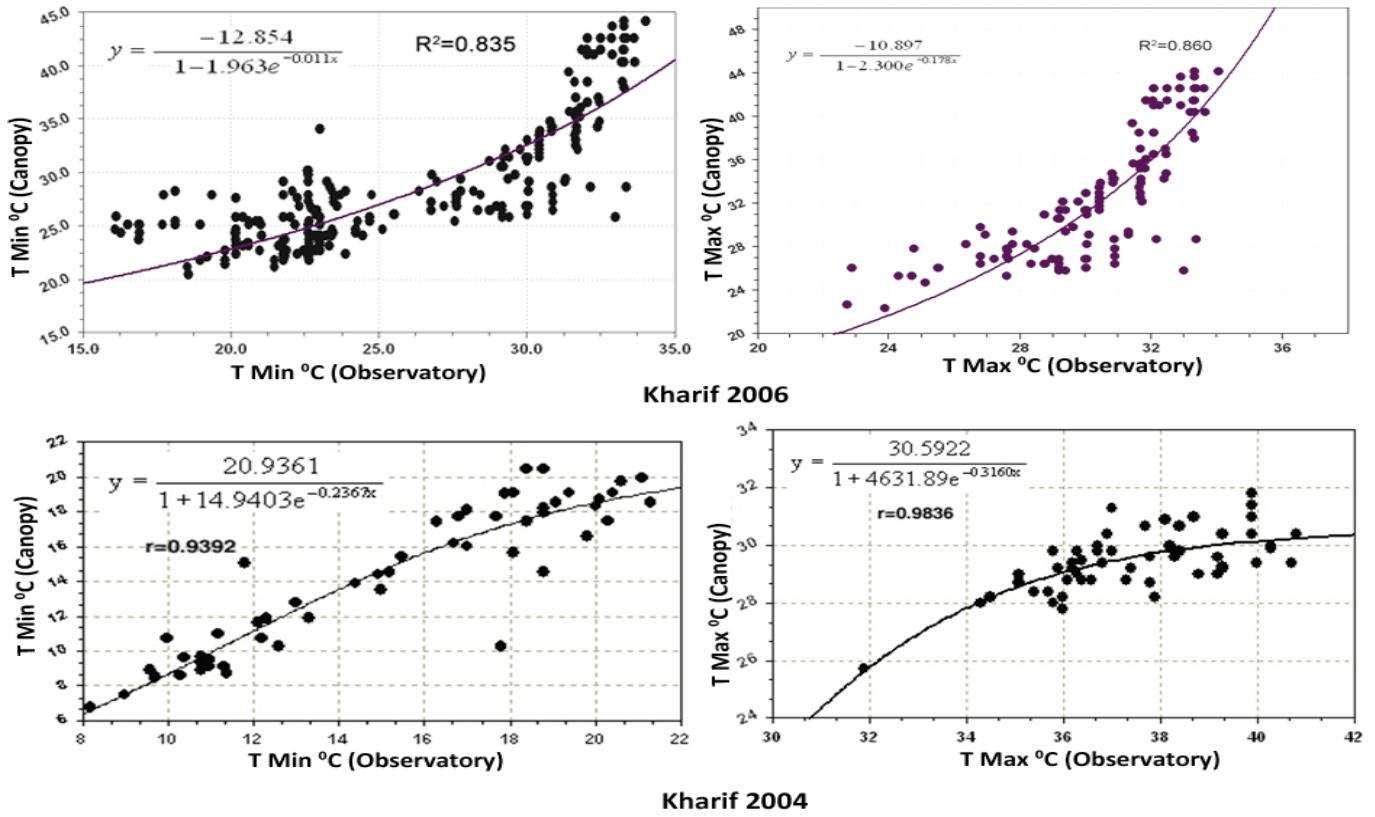 y = −12.854 / 1−1.963e^−0.011x
R²=0.835
45.0
40.0
35.0
30.0
25.0
20.0
15.0
T Min ⁰C (Canopy)
15.0 20.0 25.0 30.0 35.0
T Min ⁰C (Observatory)
y = −10.897 / 1−2.300e^−0.178x
R²=0.860
48
44
40
36
32
28
24
20
T Max ⁰C (Canopy)
20 24 28 32 36
T Max ⁰C (Observatory)
Kharif 2006
y = 20.9361 / 1+14.9403e^−0.2367x
r=0.9392
22
20
18
16
14
12
10
8
6
T Min ⁰C (Canopy)
8 10 12 14 16 18 20 22
T Min ⁰C (Observatory)
y = 30.5922 / 1+4631.89e^−0.3160x
r=0.9836
34
32
30
28
26
24
T Max ⁰C (Canopy)
30 32 34 36 38 40 42
T Max ⁰C (Observatory)
Kharif 2004